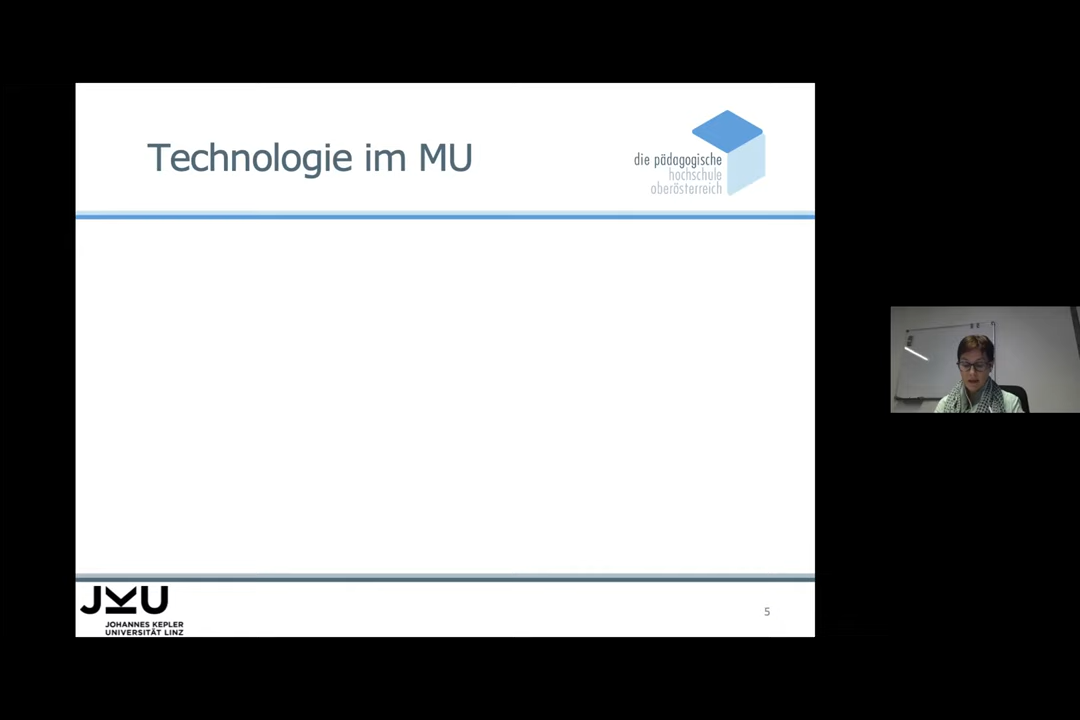 Technologie im MU
die pädagogische
hochschule
oberösterreich
JKU
JOHANNES KEPLER
UNIVERSITÄT LINZ
5